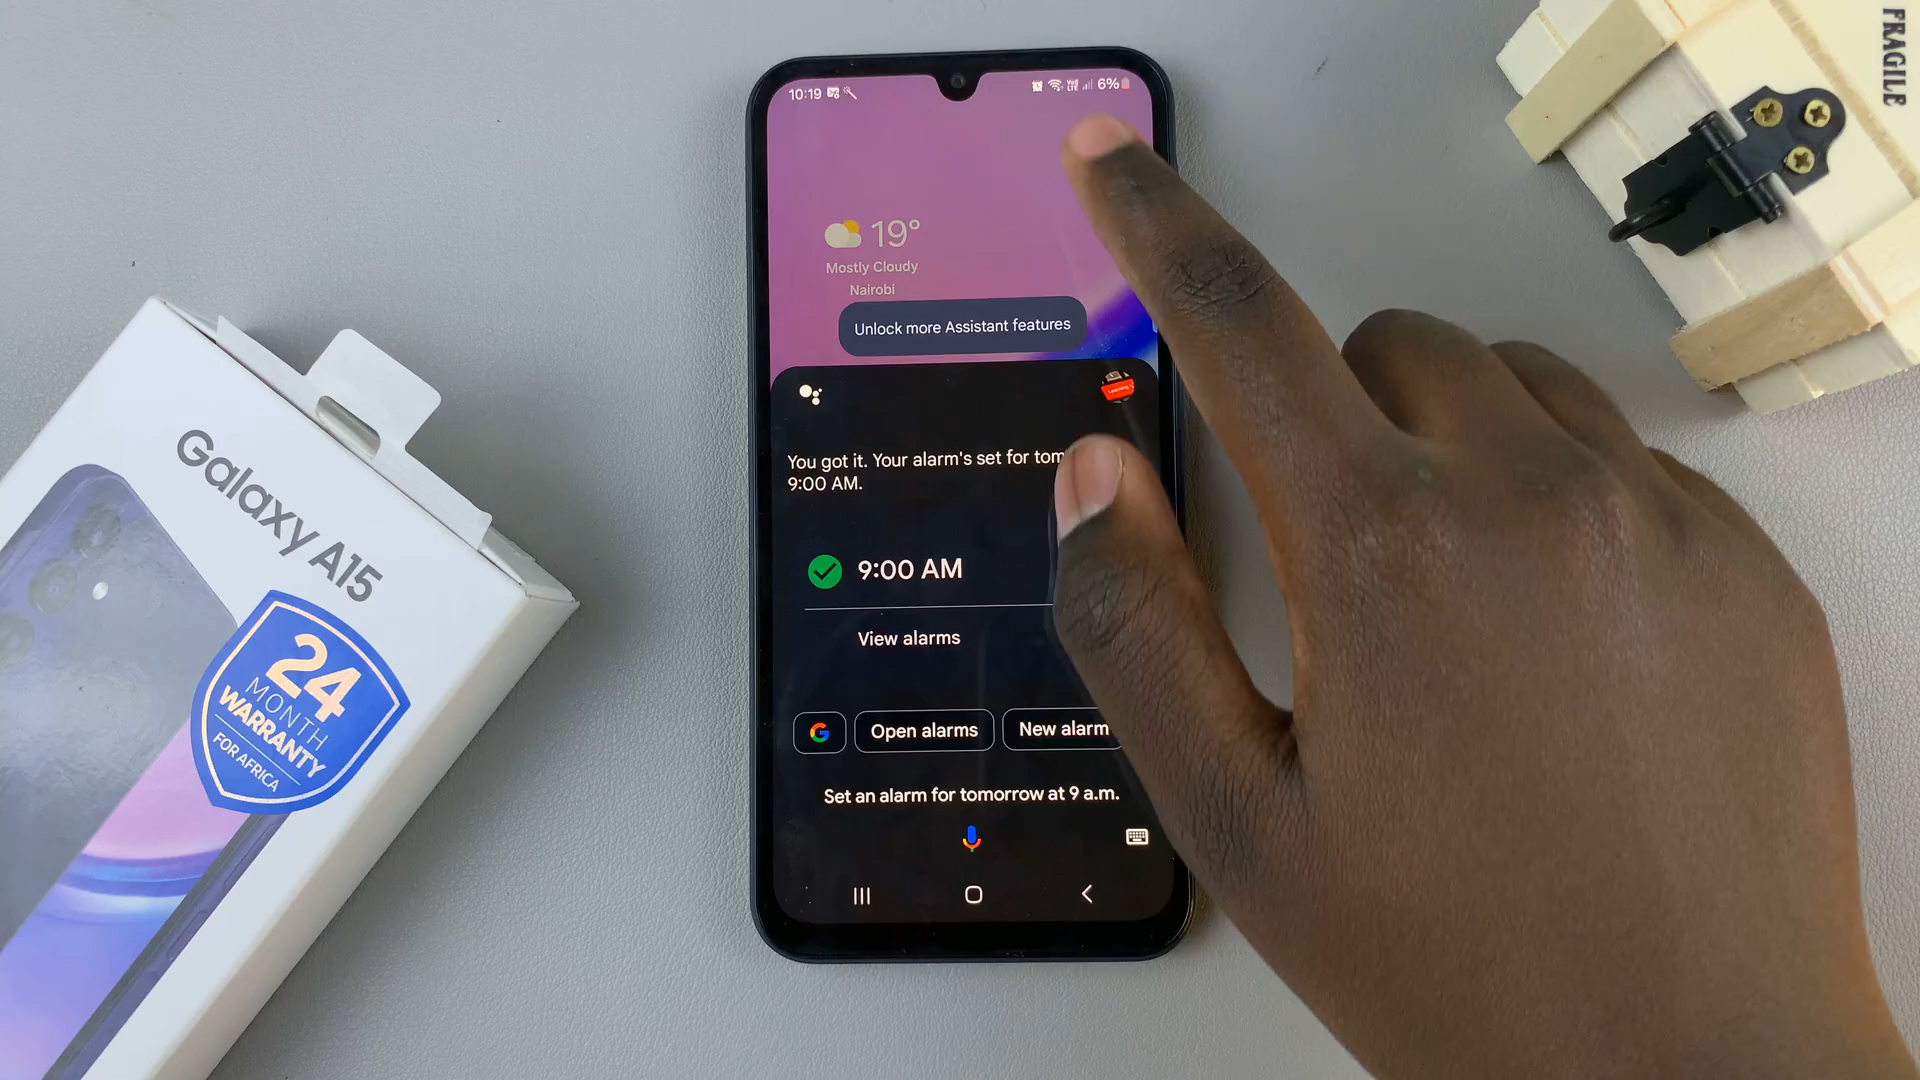 FRAGILE
10:19
6%
19°
Mostly Cloudy
Nairobi
Unlock more Assistant features
You got it. Your alarm's set for tom
9:00 AM.
9:00 AM
View alarms
Open alarms
New alarm
Set an alarm for tomorrow at 9 a.m.
Galaxy A15
24
MONTH
WARRANTY
FOR AFRICA